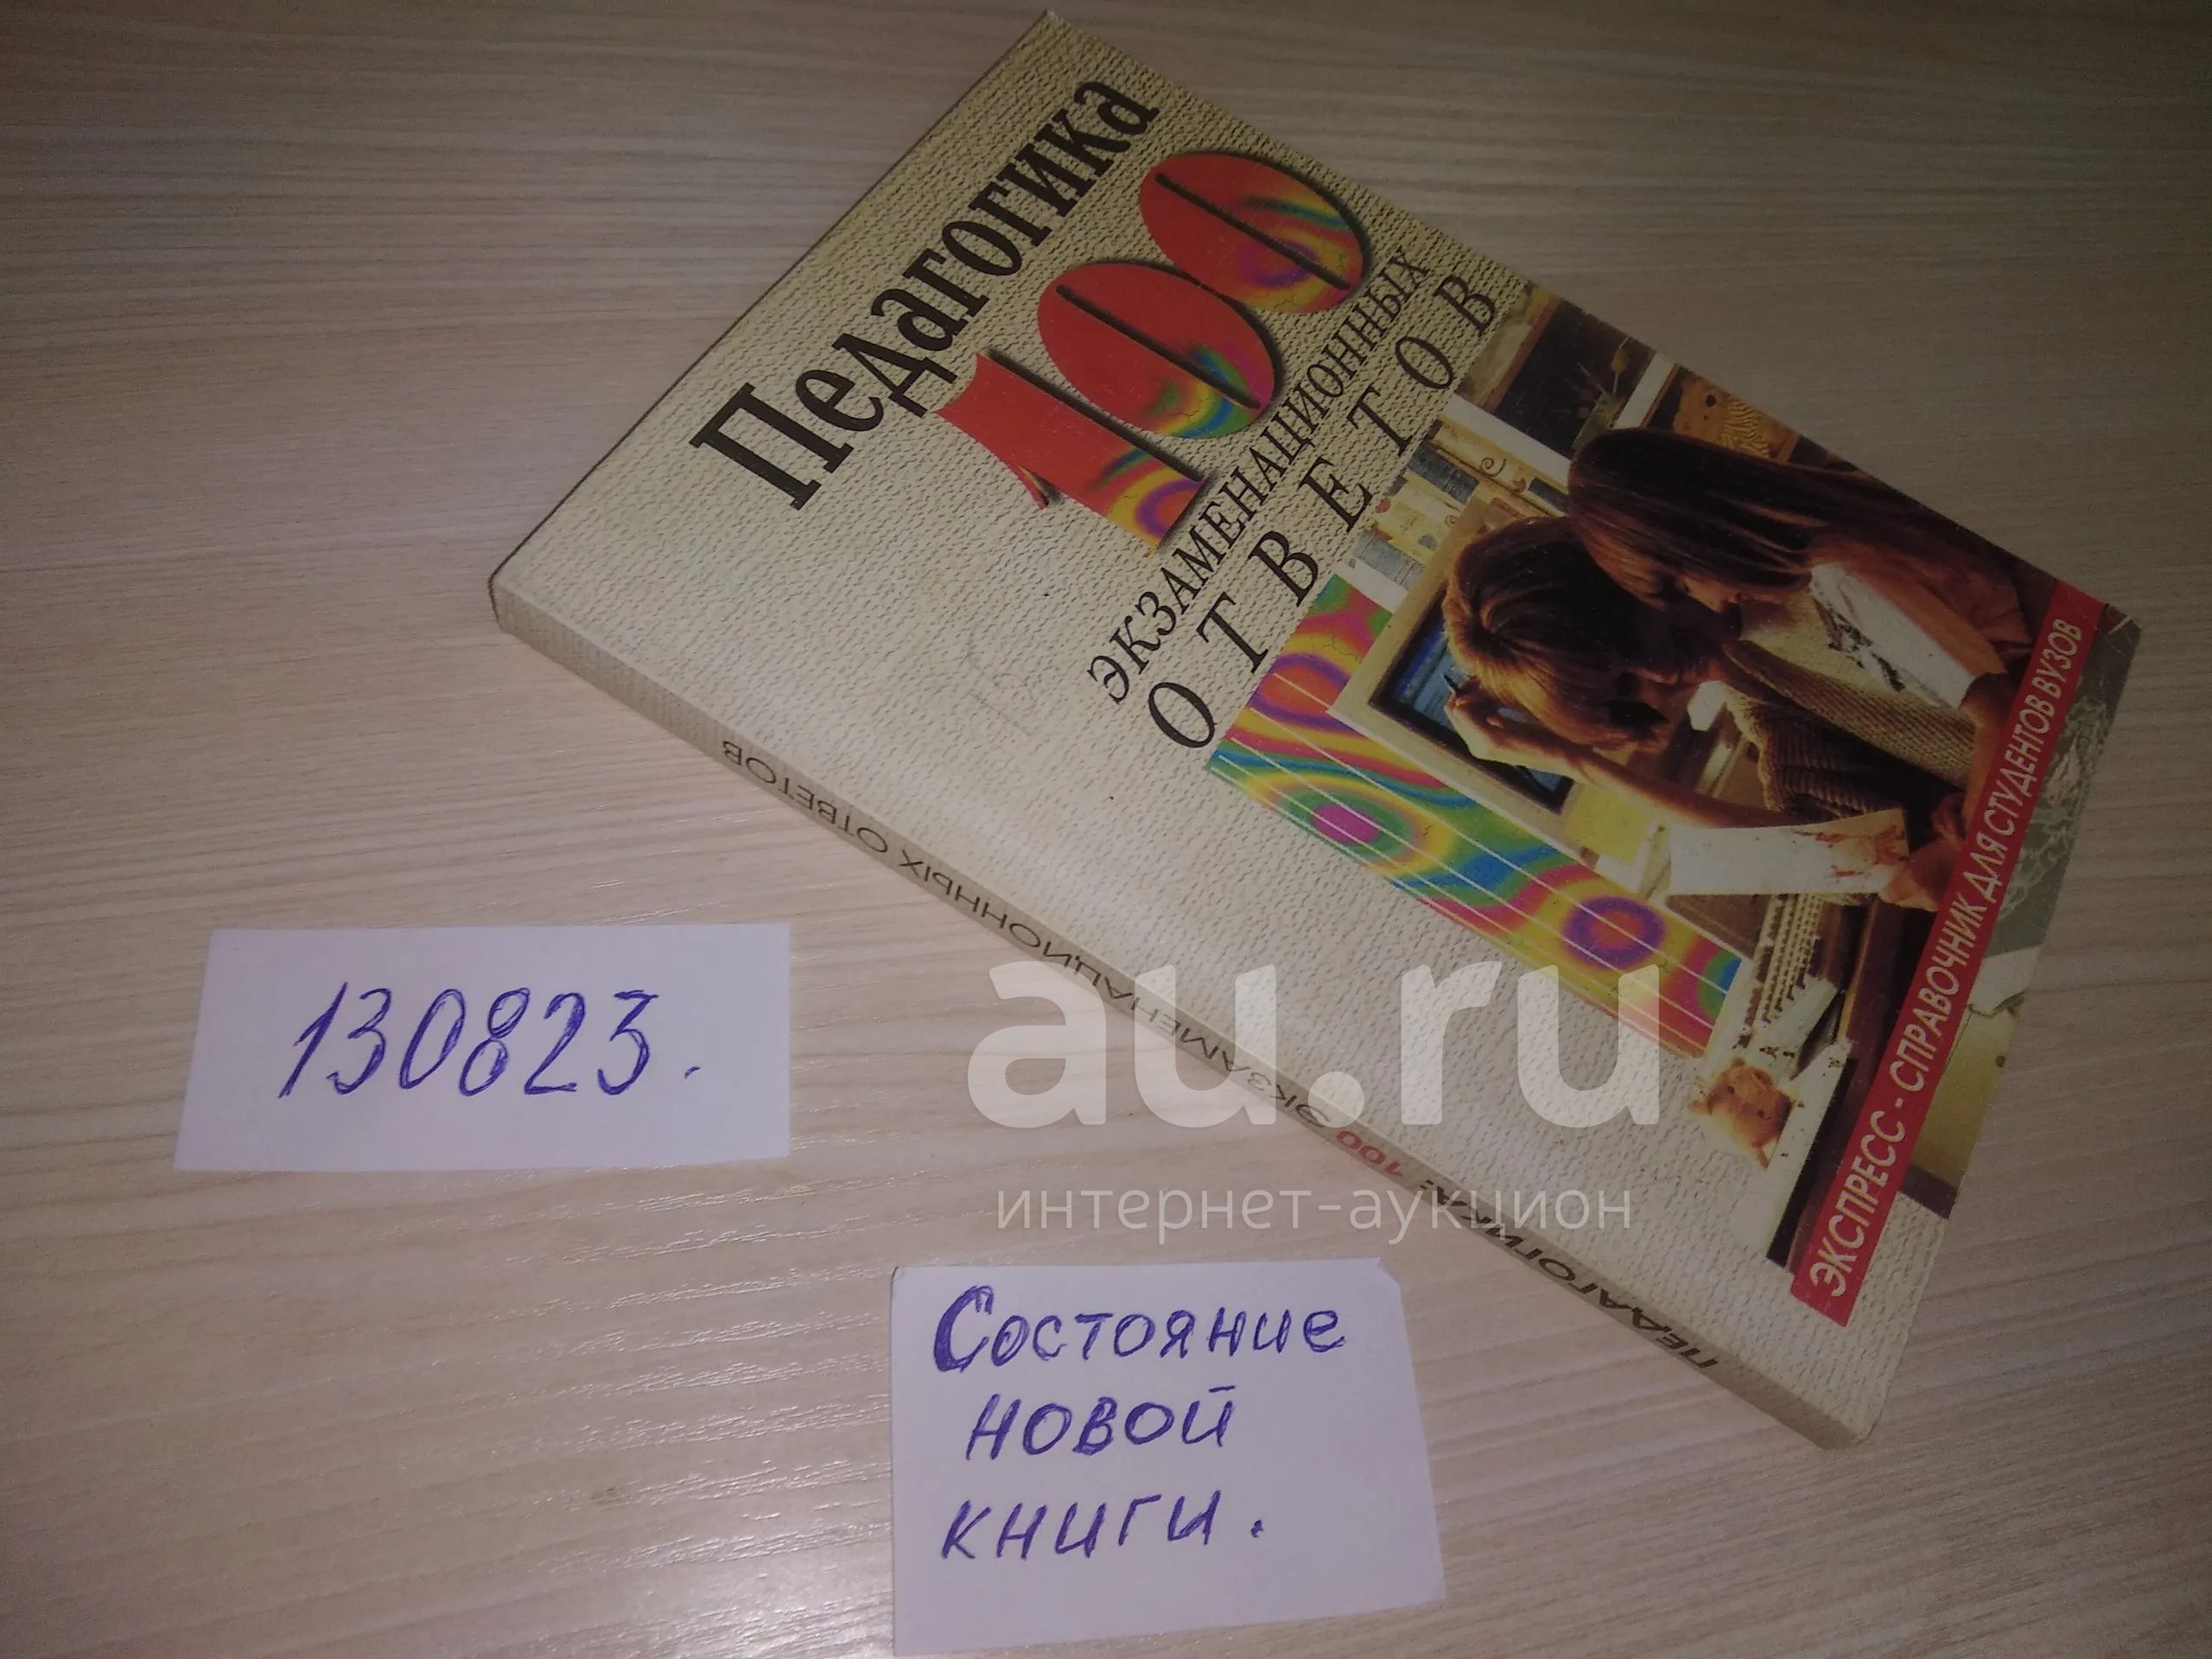 Педагогика
100
ЭКЗАМЕНАЦИОННЫХ
ОТВЕТОВ
ЭКСПРЕСС - СПРАВОЧНИК ДЛЯ СТУДЕНТОВ ВУЗОВ
ПЕДАГОГИКА: 100 ЭКЗАМЕНАЦИОННЫХ ОТВЕТОВ
130823.
au.ru
интернет-аукцион
Состояние
новой
книги.